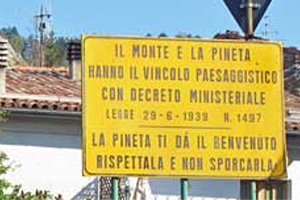 IL MONTE E LA PINETA
HANNO IL VINCOLO PAESAGGISTICO
CON DECRETO MINISTERIALE
LEGGE 29-6-1939 N. 1497
LA PINETA TI DÁ IL BENVENUTO
RISPETTALA E NON SPORCARLA